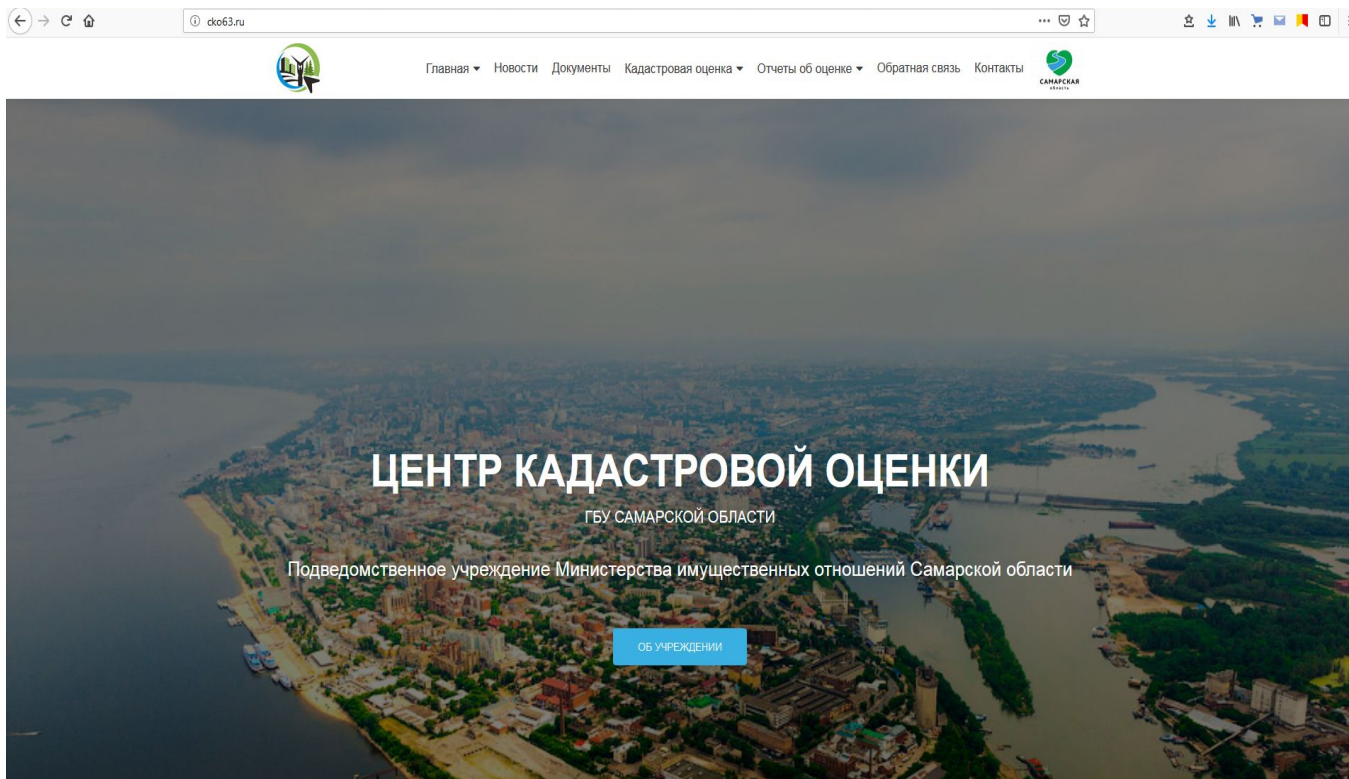 cko63.ru
Главная Новости Документы Кадастровая оценка Отчеты об оценке Обратная связь Контакты
САМАРСКАЯ
область
ЦЕНТР КАДАСТРОВОЙ ОЦЕНКИ
ГБУ САМАРСКОЙ ОБЛАСТИ
Подведомственное учреждение Министерства имущественных отношений Самарской области
ОБ УЧРЕЖДЕНИИ